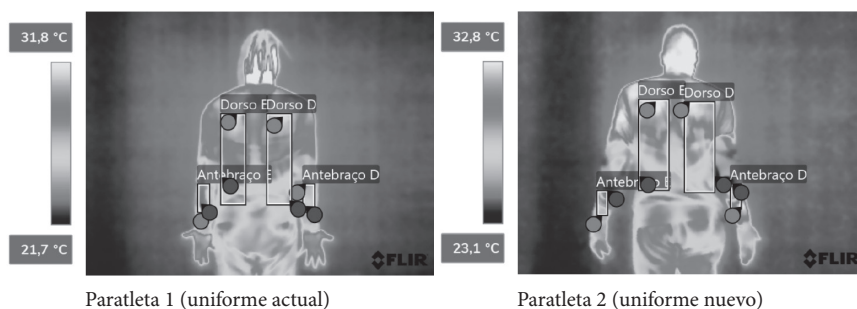 31,8 °C
Dorso E Dorso D
Antebraço E
Antebraço D
21,7 °C
FLIR
Paratleta 1 (uniforme actual)
32,8 °C
Dorso E Dorso D
Antebraço D
23,1 °C
FLIR
Paratleta 2 (uniforme nuevo)